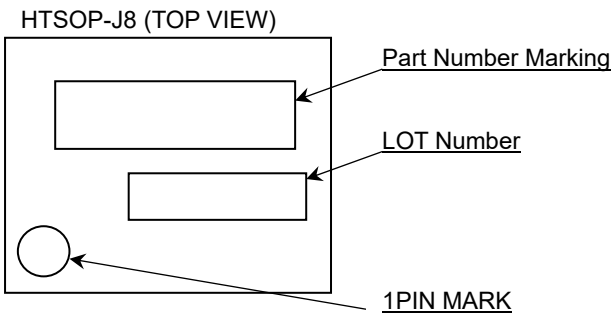 HTSOP-J8 (TOP VIEW)
Part Number Marking
LOT Number
1PIN MARK